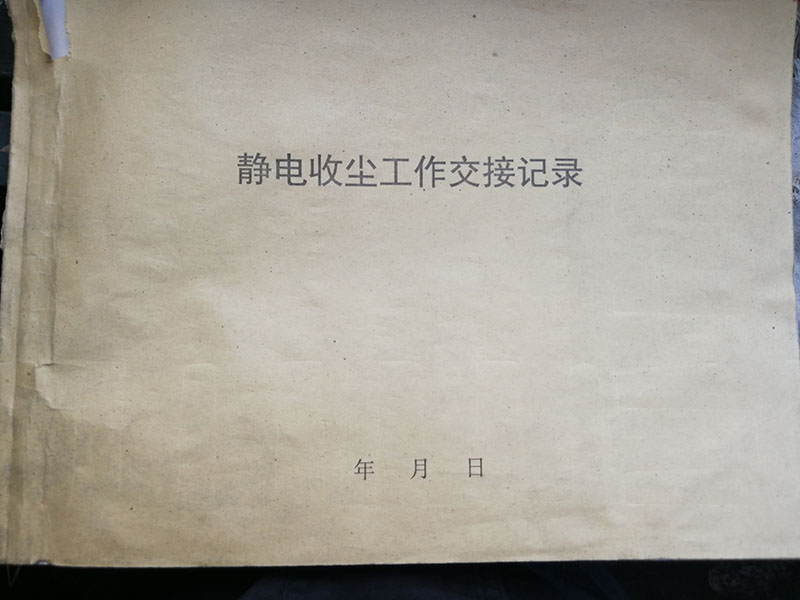 静电收尘工作交接记录
年 月 日